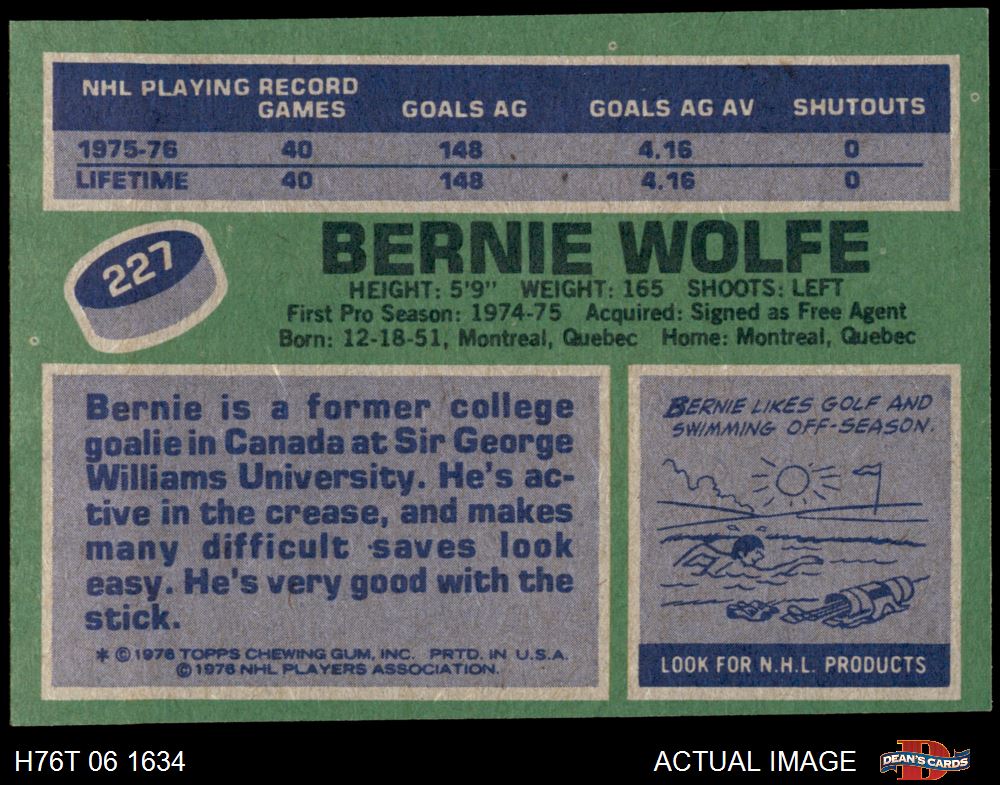 NHL PLAYING RECORD
GAMES GOALS AG GOALS AG AV SHUTOUTS
1975-76 40 148 4.16 0
LIFETIME 40 148 4.16 0
227
BERNIE WOLFE
HEIGHT: 5'9" WEIGHT: 165 SHOOTS: LEFT
First Pro Season: 1974-75 Acquired: Signed as Free Agent
Born: 12-18-51, Montreal, Quebec Home: Montreal, Quebec
Bernie is a former college
goalie in Canada at Sir George
Williams University. He's ac-
tive in the crease, and makes
many difficult saves look
easy. He's very good with the
stick.
* © 1976 TOPPS CHEWING GUM, INC. PRTD. IN U.S.A.
© 1976 NHL PLAYERS ASSOCIATION.
BERNIE LIKES GOLF AND
SWIMMING OFF-SEASON.
LOOK FOR N.H.L. PRODUCTS
H76T 06 1634 ACTUAL IMAGE D DEAN'S CARDS